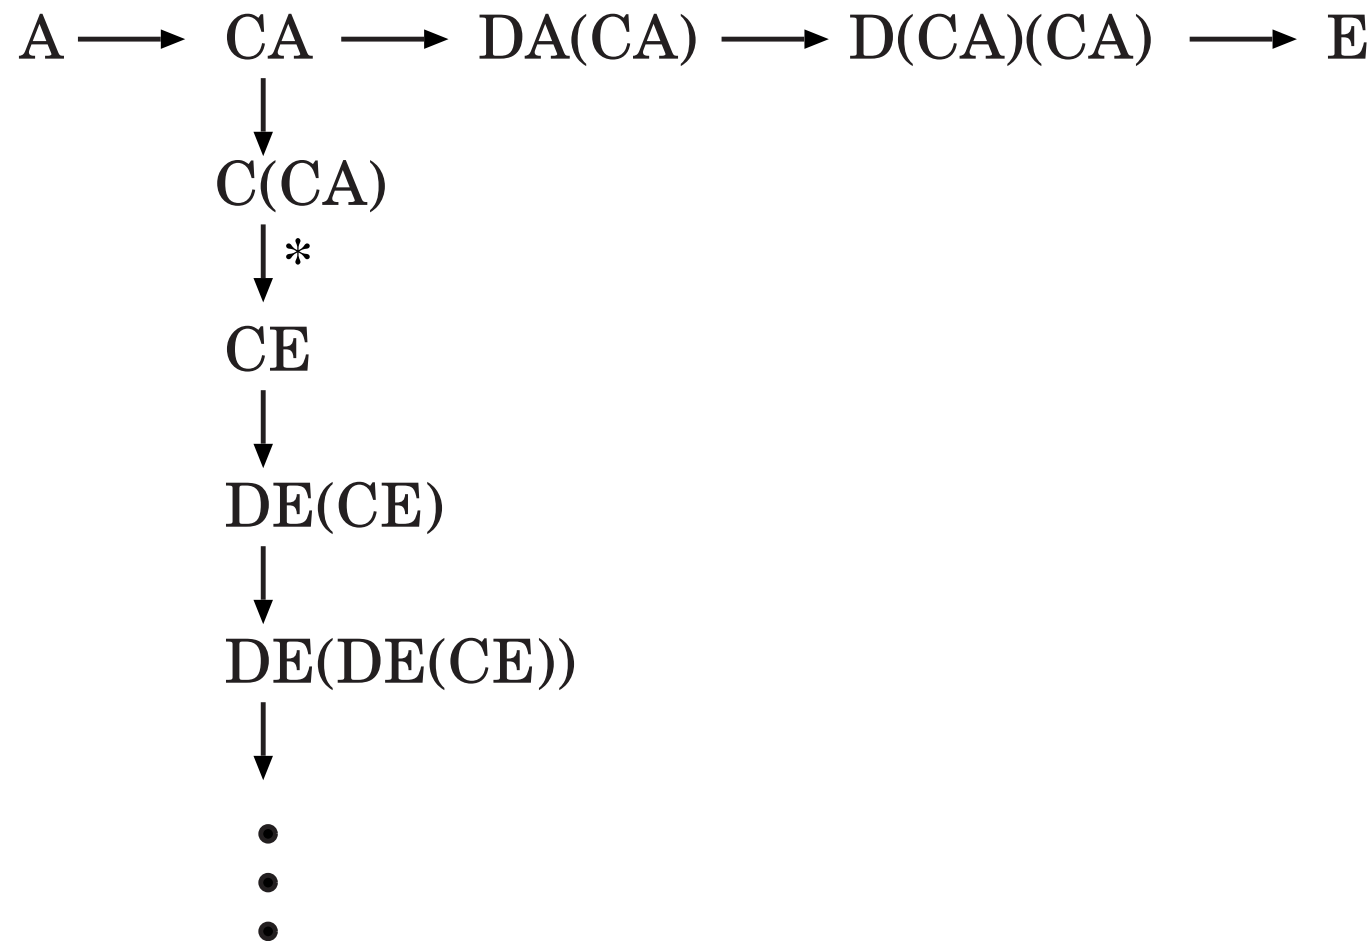 A ⟶ CA ⟶ DA(CA) ⟶ D(CA)(CA) ⟶ E
C(CA)
*
CE
DE(CE)
DE(DE(CE))